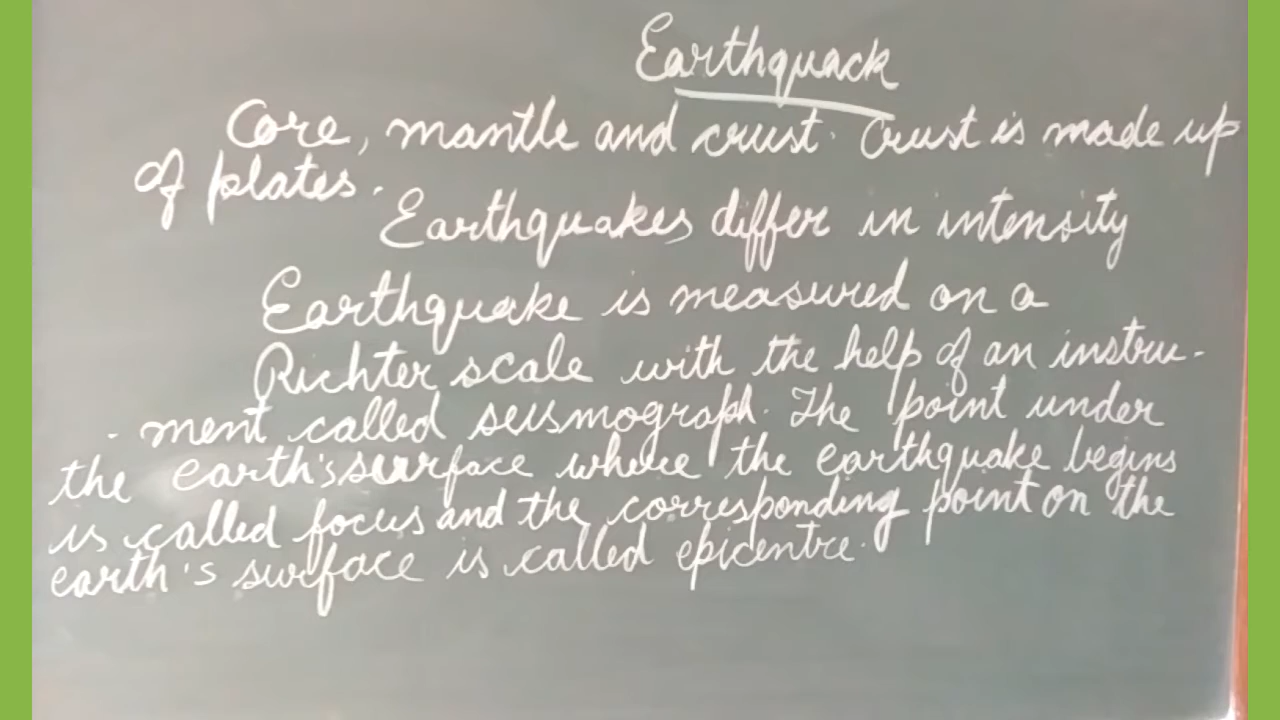 Earthquack
Core, mantle and crust. Crust is made up
of plates.
Earthquakes differ in intensity
Earthquake is measured on a
Richter scale with the help of an instru-
- ment called seismograph. The point under
the earth's surface where the earthquake begins
is called focus and the corresponding point on the
earth's surface is called epicentre.